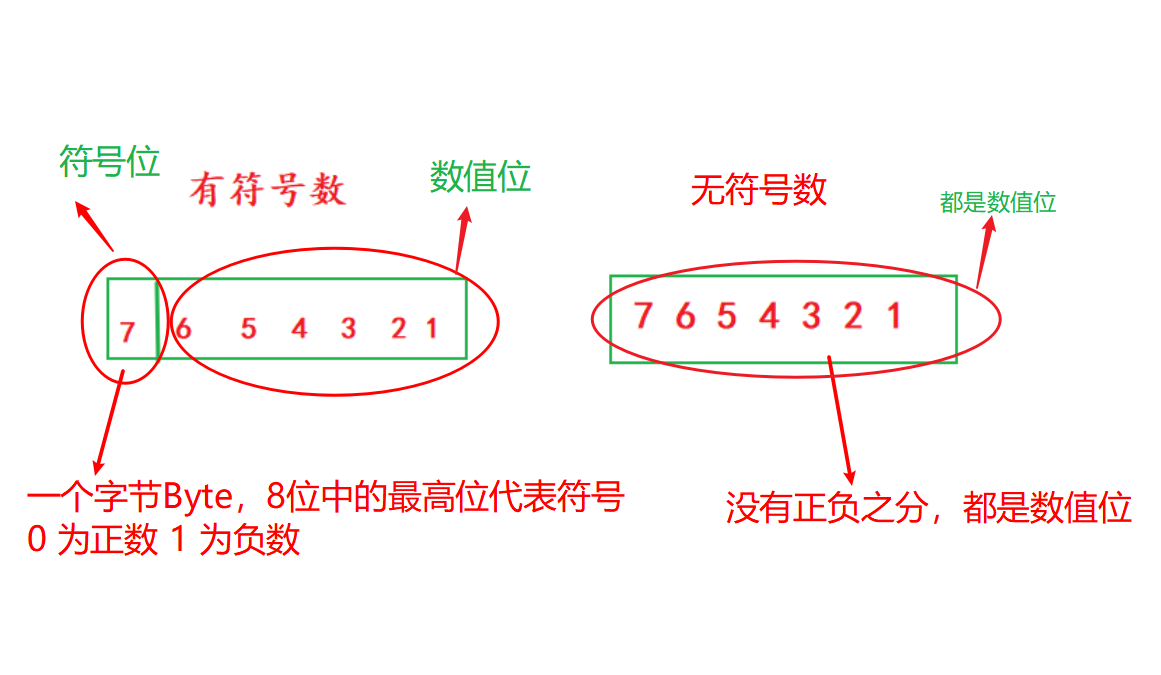 符号位
有符号数
数值位
7 6 5 4 3 2 1
一个字节Byte，8位中的最高位代表符号
0 为正数 1 为负数
无符号数
都是数值位
7 6 5 4 3 2 1
没有正负之分，都是数值位